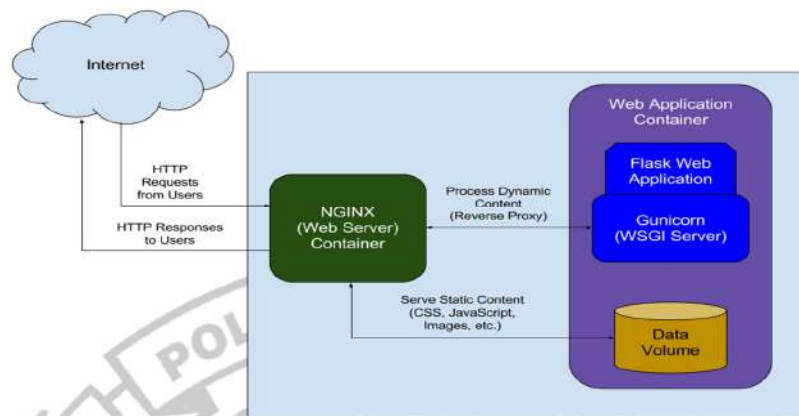 Internet
HTTP
Requests
from Users
HTTP Responses
to Users
NGINX
(Web Server)
Container
Process Dynamic
Content
(Reverse Proxy)
Serve Static Content
(CSS, JavaScript,
Images, etc.)
Web Application
Container
Flask Web
Application
Gunicorn
(WSGI Server)
Data
Volume
POL